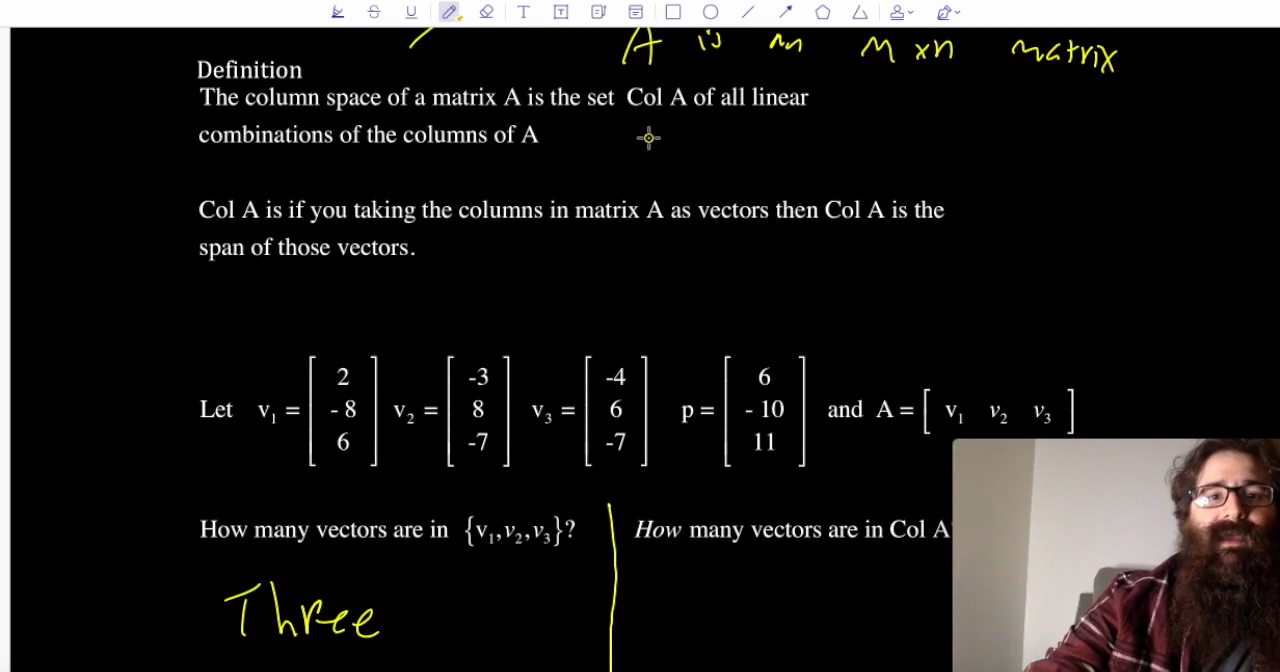 A is an m xn matrix
Definition
The column space of a matrix A is the set Col A of all linear
combinations of the columns of A
Col A is if you taking the columns in matrix A as vectors then Col A is the
span of those vectors.
Let v₁ = [ 2 -8 6 ] v₂ = [ -3 8 -7 ] v₃ = [ -4 6 -7 ] p = [ 6 -10 11 ] and A = [ v₁ v₂ v₃ ]
How many vectors are in {v₁,v₂,v₃}? How many vectors are in Col A
Three